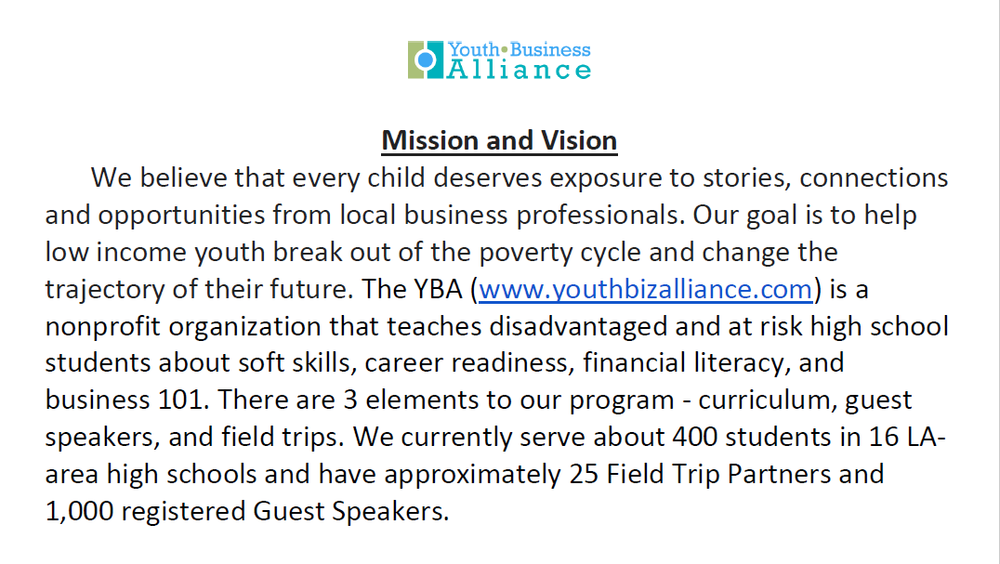 Youth•Business
Alliance
Mission and Vision
We believe that every child deserves exposure to stories, connections
and opportunities from local business professionals. Our goal is to help
low income youth break out of the poverty cycle and change the
trajectory of their future. The YBA (www.youthbizalliance.com) is a
nonprofit organization that teaches disadvantaged and at risk high school
students about soft skills, career readiness, financial literacy, and
business 101. There are 3 elements to our program - curriculum, guest
speakers, and field trips. We currently serve about 400 students in 16 LA-
area high schools and have approximately 25 Field Trip Partners and
1,000 registered Guest Speakers.